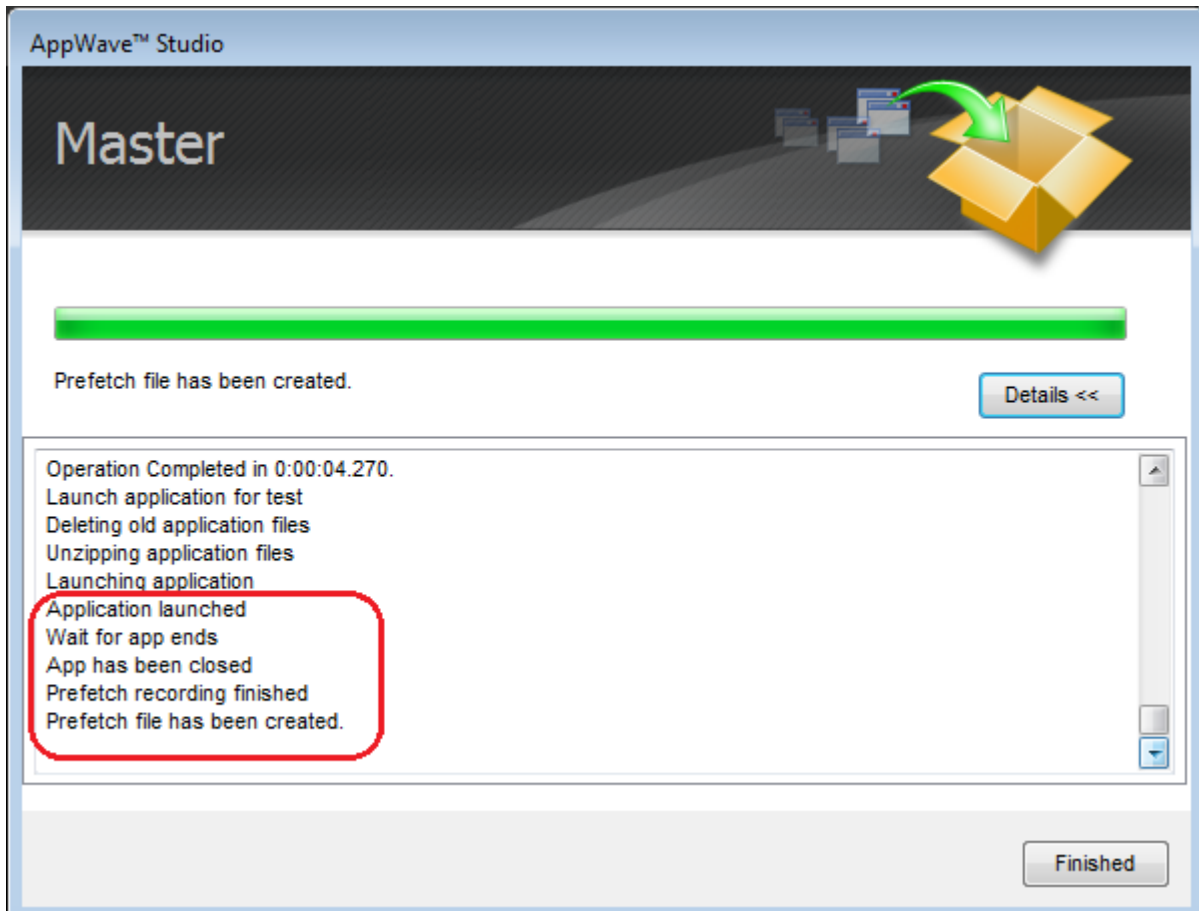 AppWave™ Studio
Master
Prefetch file has been created.
Details <<
Operation Completed in 0:00:04.270.
Launch application for test
Deleting old application files
Unzipping application files
Launching application
Application launched
Wait for app ends
App has been closed
Prefetch recording finished
Prefetch file has been created.
Finished